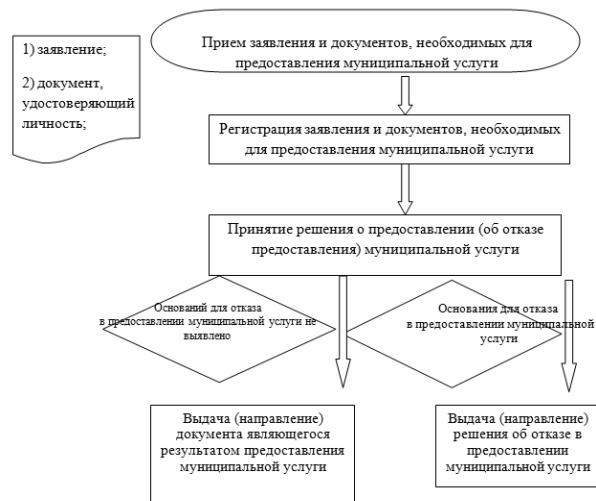 1) заявление;
2) документ,
удостоверяющий
личность;
Прием заявления и документов, необходимых для
предоставления муниципальной услуги
Регистрация заявления и документов, необходимых
для предоставления муниципальной услуги
Принятие решения о предоставлении (об отказе
предоставления) муниципальной услуги
Оснований для отказа
в предоставлении муниципальной услуги не
выявлено
Основания для отказа
в предоставлении муниципальной
услуги
Выдача (направление)
документа являющегося
результатом предоставления
муниципальной услуги
Выдача (направление)
решения об отказе в
предоставлении
муниципальной услуги